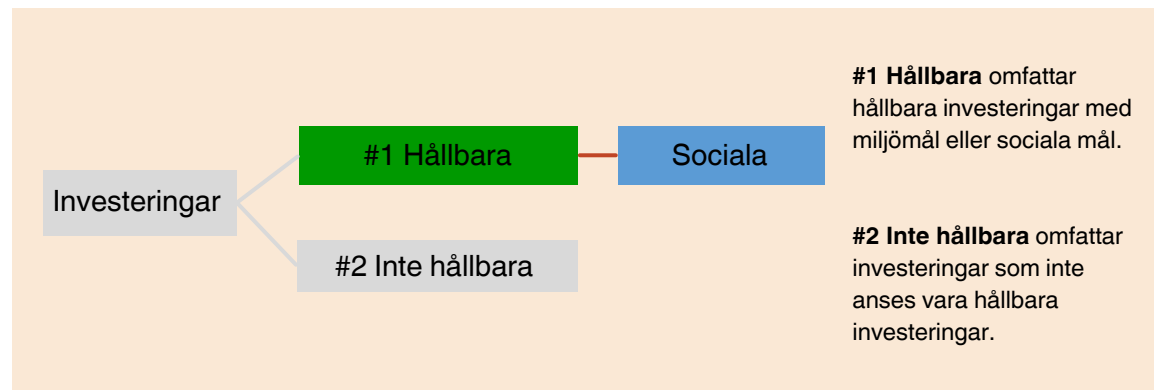 Investeringar
#1 Hållbara
Sociala
#2 Inte hållbara
#1 Hållbara omfattar
hållbara investeringar med
miljömål eller sociala mål.
#2 Inte hållbara omfattar
investeringar som inte
anses vara hållbara
investeringar.